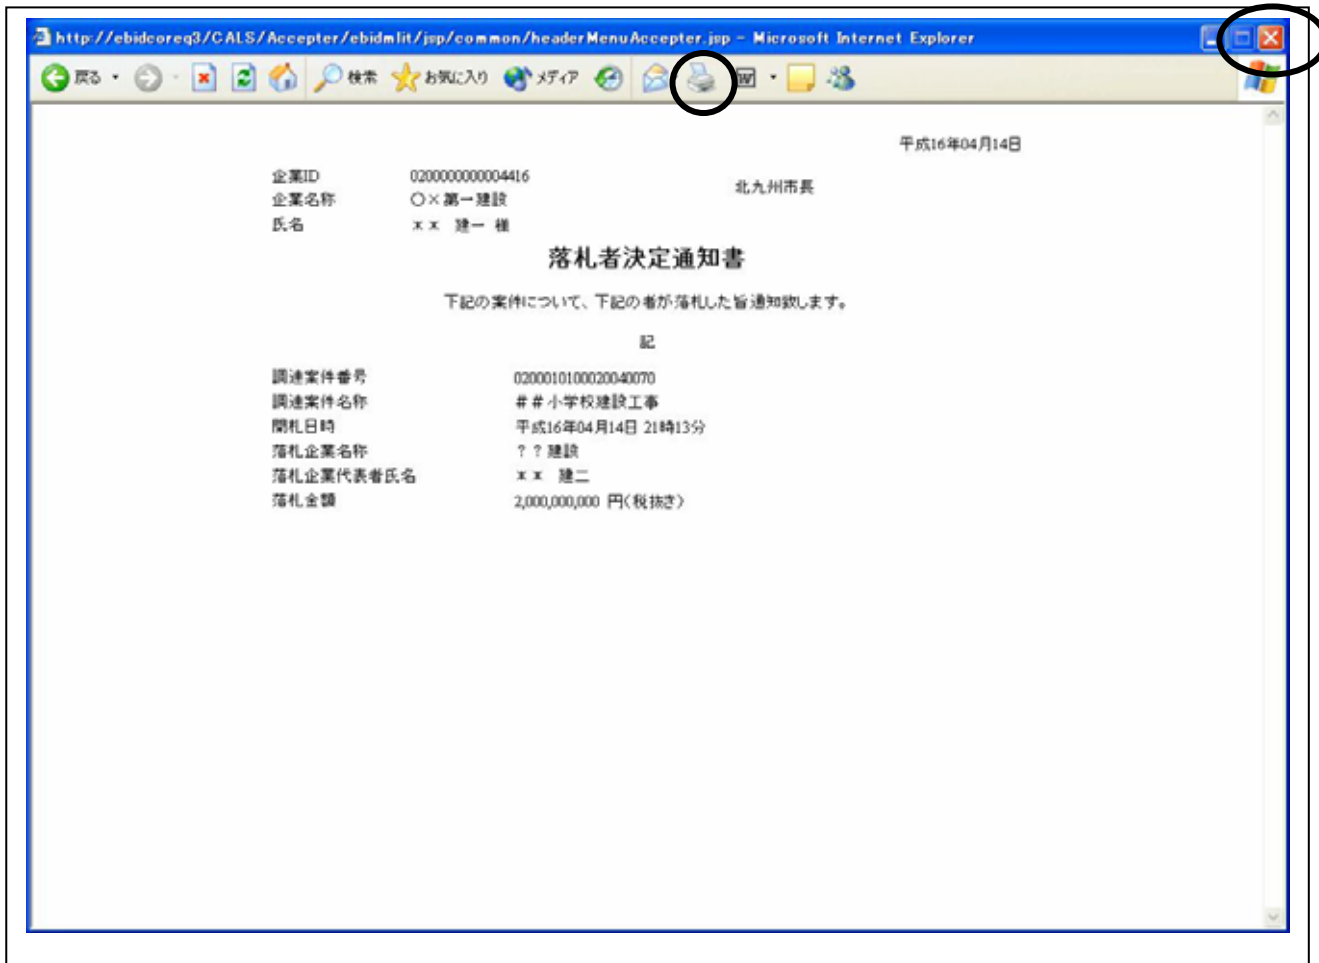 http://ebidcoreq3/CALS/Accepter/ebidmlit/jsp/common/headerMenuAccepter.jsp - Microsoft Internet Explorer
戻る 検索 お気に入り メディア
平成16年04月14日
企業ID 0200000000004416
北九州市長
企業名称 〇×第一建設
氏名 xx 建一 様
落札者決定通知書
下記の案件について、下記の者が落札した旨通知致します。
記
調達案件番号 0200010100020040070
調達案件名称 ##小学校建設工事
開札日時 平成16年04月14日 21時13分
落札企業名称 ??建設
落札企業代表者氏名 xx 建二
落札金額 2,000,000,000 円(税抜き)